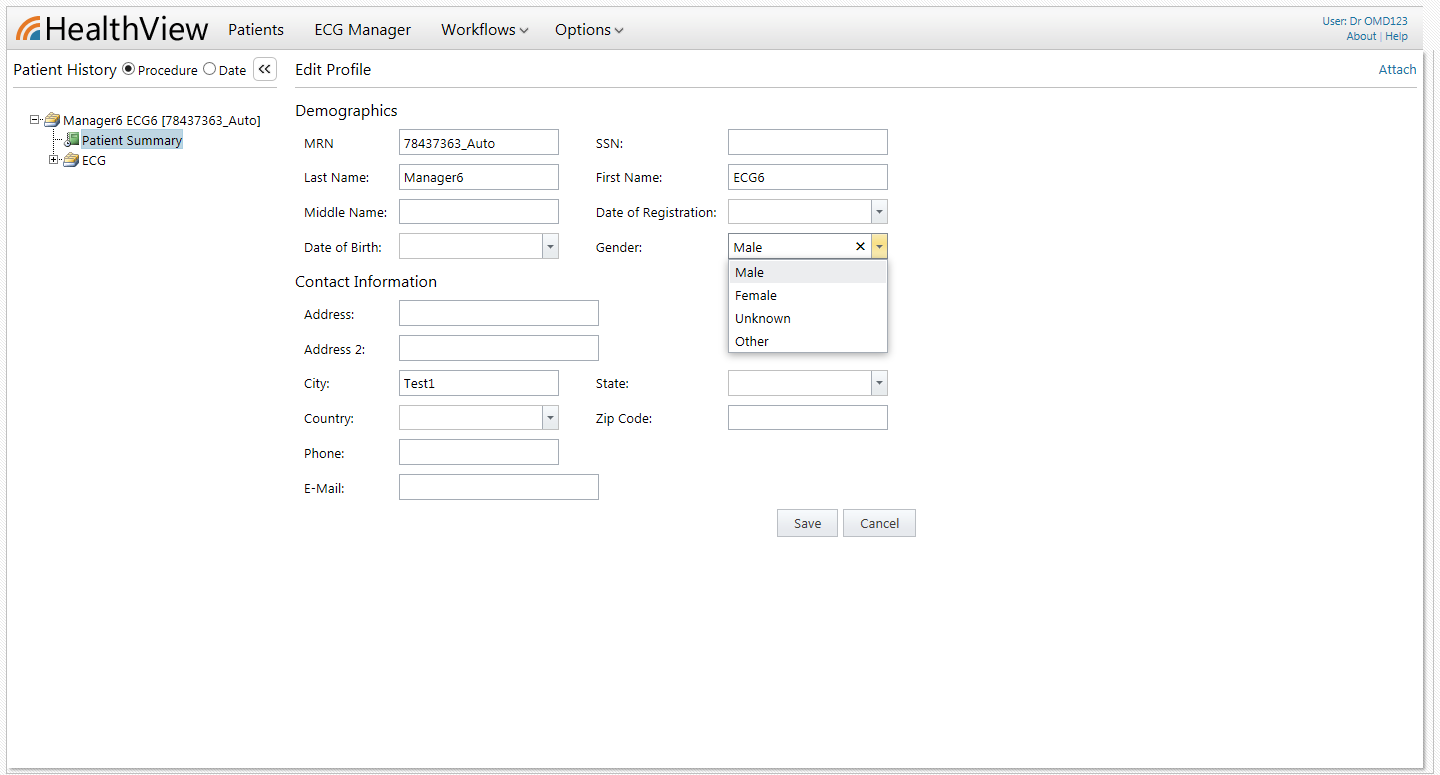 HealthView Patients ECG Manager Workflows Options
User: Dr OMD123
About | Help
Patient History Procedure Date
Manager6 ECG6 [78437363_Auto]
Patient Summary
ECG
Edit Profile Attach
Demographics
MRN 78437363_Auto SSN:
Last Name: Manager6 First Name: ECG6
Middle Name: Date of Registration:
Date of Birth: Gender: Male
Male
Female
Unknown
Other
Contact Information
Address:
Address 2:
City: Test1 State:
Country: Zip Code:
Phone:
E-Mail:
Save Cancel